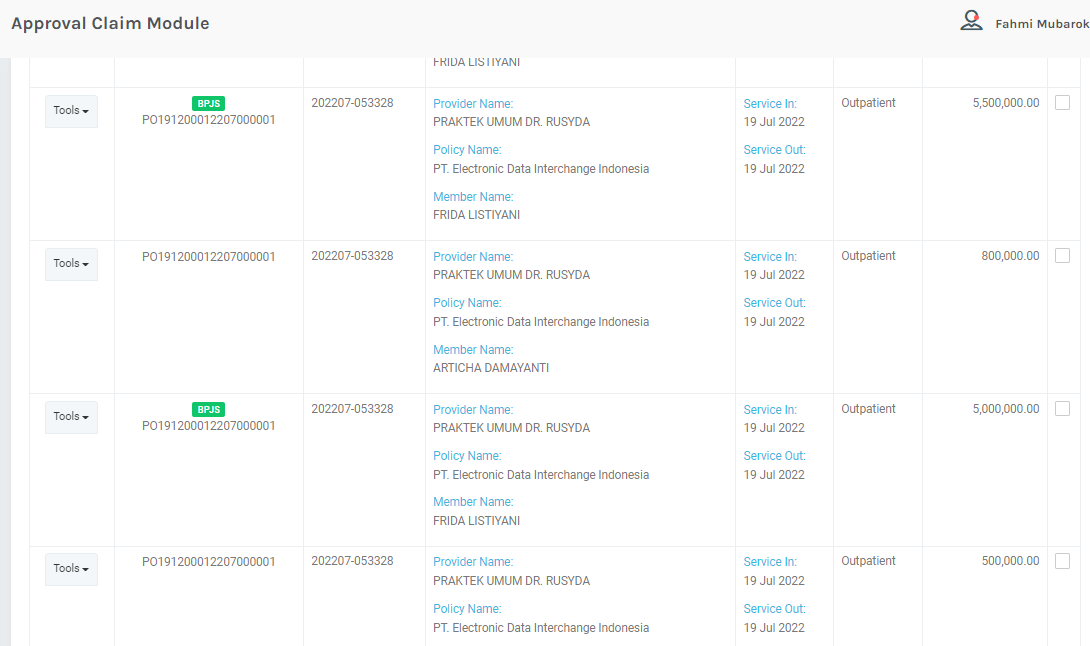 Approval Claim Module
Fahmi Mubarok
FRIDA LISTIYANI
Tools
BPJS
PO191200012207000001
202207-053328
Provider Name:
PRAKTEK UMUM DR. RUSYDA
Policy Name:
PT. Electronic Data Interchange Indonesia
Member Name:
FRIDA LISTIYANI
Service In:
19 Jul 2022
Service Out:
19 Jul 2022
Outpatient
5,500,000.00
Tools
PO191200012207000001
202207-053328
Provider Name:
PRAKTEK UMUM DR. RUSYDA
Policy Name:
PT. Electronic Data Interchange Indonesia
Member Name:
ARTICHA DAMAYANTI
Service In:
19 Jul 2022
Service Out:
19 Jul 2022
Outpatient
800,000.00
Tools
BPJS
PO191200012207000001
202207-053328
Provider Name:
PRAKTEK UMUM DR. RUSYDA
Policy Name:
PT. Electronic Data Interchange Indonesia
Member Name:
FRIDA LISTIYANI
Service In:
19 Jul 2022
Service Out:
19 Jul 2022
Outpatient
5,000,000.00
Tools
PO191200012207000001
202207-053328
Provider Name:
PRAKTEK UMUM DR. RUSYDA
Policy Name:
PT. Electronic Data Interchange Indonesia
Service In:
19 Jul 2022
Service Out:
19 Jul 2022
Outpatient
500,000.00